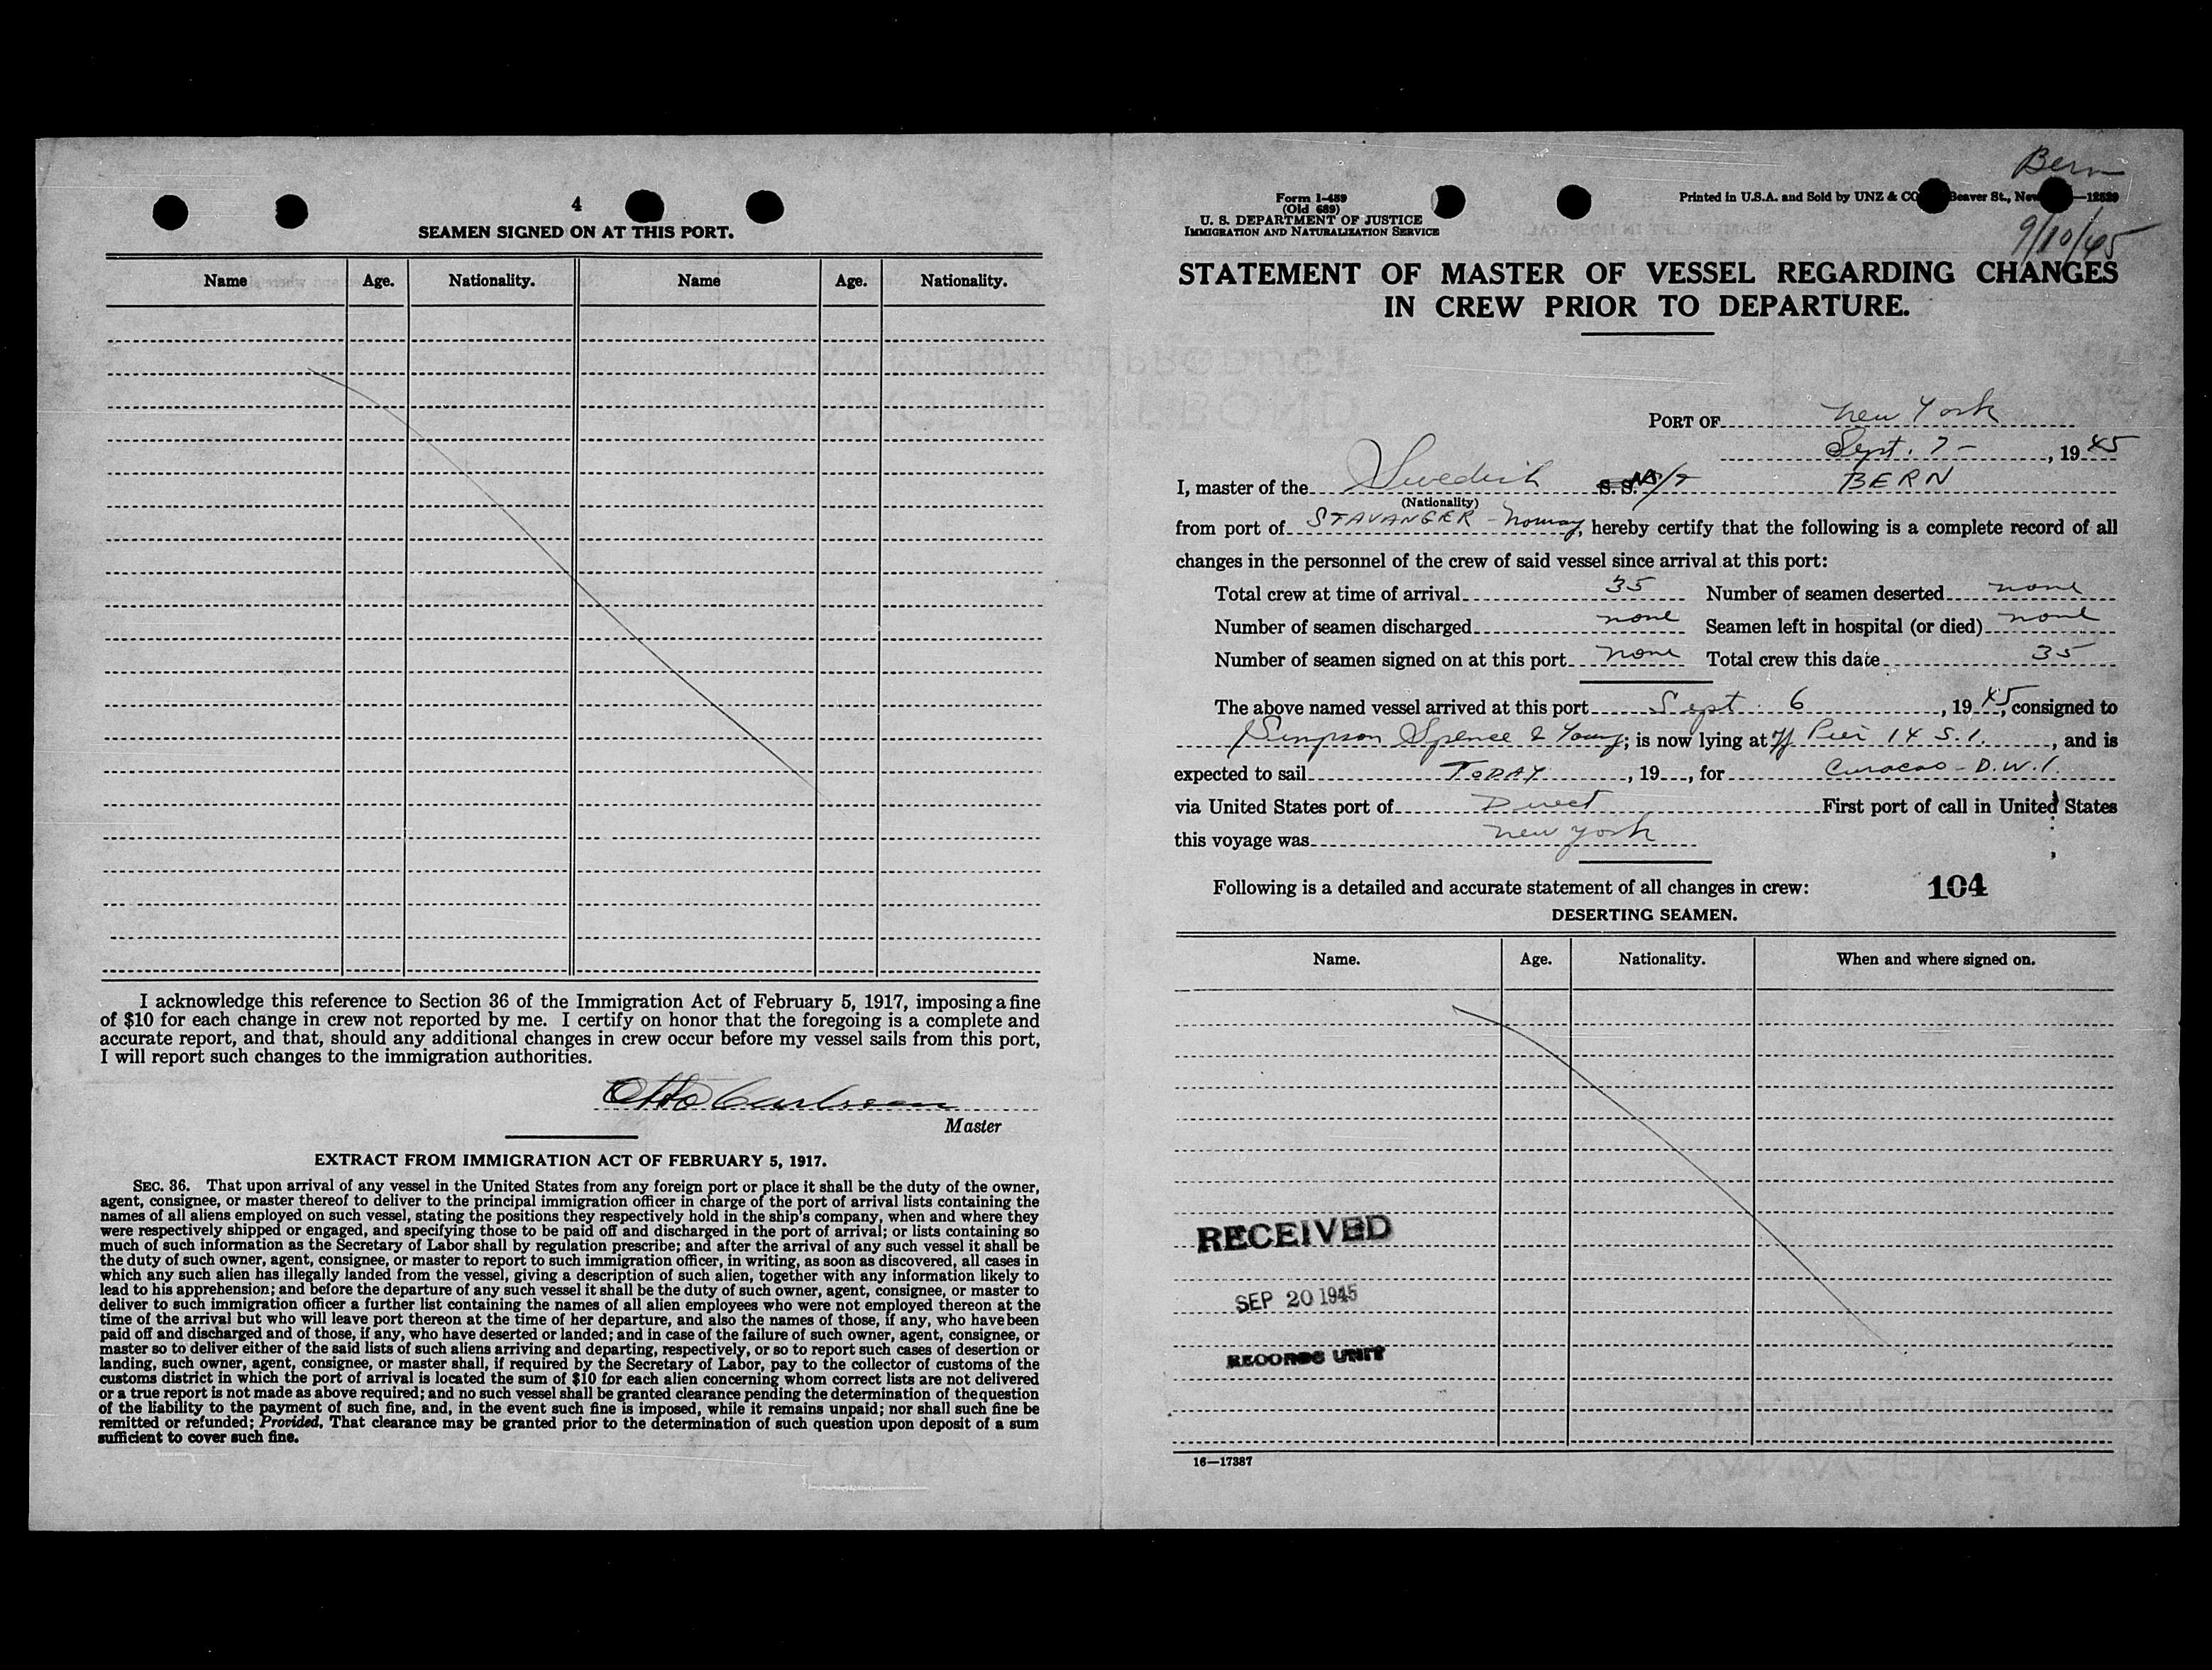 4
SEAMEN SIGNED ON AT THIS PORT.
Name Age. Nationality. Name Age. Nationality.
I acknowledge this reference to Section 36 of the Immigration Act of February 5, 1917, imposing a fine
of $10 for each change in crew not reported by me. I certify on honor that the foregoing is a complete and
accurate report, and that, should any additional changes in crew occur before my vessel sails from this port,
I will report such changes to the immigration authorities.
Otto Carlsson
Master
EXTRACT FROM IMMIGRATION ACT OF FEBRUARY 5, 1917.
SEC. 36. That upon arrival of any vessel in the United States from any foreign port or place it shall be the duty of the owner,
agent, consignee, or master thereof to deliver to the principal immigration officer in charge of the port of arrival lists containing the
names of all aliens employed on such vessel, stating the positions they respectively hold in the ship's company, when and where they
were respectively shipped or engaged, and specifying those to be paid off and discharged in the port of arrival; or lists containing so
much of such information as the Secretary of Labor shall by regulation prescribe; and after the arrival of any such vessel it shall be
the duty of such owner, agent, consignee, or master to report to such immigration officer, in writing, as soon as discovered, all cases in
which any such alien has illegally landed from the vessel, giving a description of such alien, together with any information likely to
lead to his apprehension; and before the departure of any such vessel it shall be the duty of such owner, agent, consignee, or master to
deliver to such immigration officer a further list containing the names of all alien employees who were not employed thereon at the
time of the arrival but who will leave port thereon at the time of her departure, and also the names of those, if any, who have been
paid off and discharged and of those, if any, who have deserted or landed; and in case of the failure of such owner, agent, consignee, or
master so to deliver either of the said lists of such aliens arriving and departing, respectively, or so to report such cases of desertion or
landing, such owner, agent, consignee, or master shall, if required by the Secretary of Labor, pay to the collector of customs of the
customs district in which the port of arrival is located the sum of $10 for each alien concerning whom correct lists are not delivered
or a true report is not made as above required; and no such vessel shall be granted clearance pending the determination of the question
of the liability to the payment of such fine, and, in the event such fine is imposed, while it remains unpaid; nor shall such fine be
remitted or refunded; Provided, That clearance may be granted prior to the determination of such question upon deposit of a sum
sufficient to cover such fine.
Bern
Form I-489
(Old 689)
U. S. DEPARTMENT OF JUSTICE
IMMIGRATION AND NATURALIZATION SERVICE
Printed in U.S.A. and Sold by UNZ & CO Beaver St., New —12529
9/10/45
STATEMENT OF MASTER OF VESSEL REGARDING CHANGES
IN CREW PRIOR TO DEPARTURE.
PORT OF New York
Sept. 7 - , 19 45
I, master of the Swedish S. S. M/T BERN
(Nationality)
from port of STAVANGER - Norway, hereby certify that the following is a complete record of all
changes in the personnel of the crew of said vessel since arrival at this port:
Total crew at time of arrival 35 Number of seamen deserted none
Number of seamen discharged none Seamen left in hospital (or died) none
Number of seamen signed on at this port none Total crew this date 35
The above named vessel arrived at this port Sept 6 , 19 45, consigned to
Simpson Spence & Young; is now lying at Pier 14 S.I. , and is
expected to sail TODAY , 19 , for Curacao - D.W.I.
via United States port of Direct First port of call in United States
this voyage was New York
Following is a detailed and accurate statement of all changes in crew: 104
DESERTING SEAMEN.
Name. Age. Nationality. When and where signed on.
RECEIVED
SEP 20 1945
RECORDS UNIT
16—17387